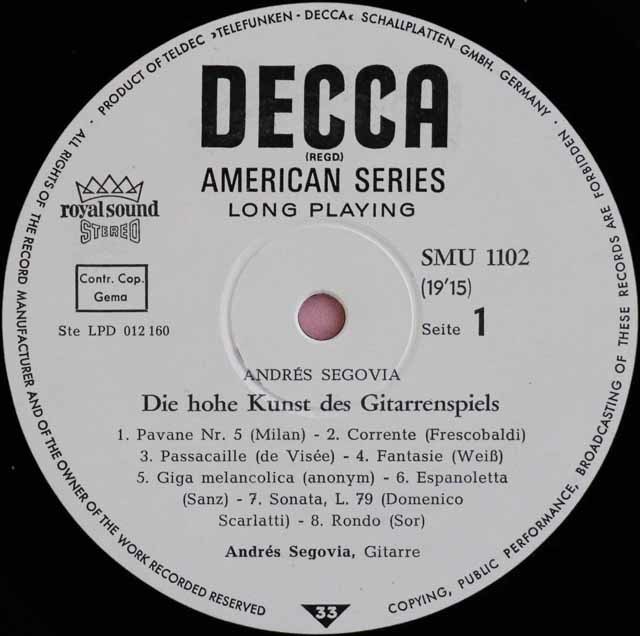 ALL RIGHTS OF THE RECORD MANUFACTURER AND OF THE OWNER OF THE WORK RECORDED RESERVED · PRODUCT OF TELDEC »TELEFUNKEN - DECCA« SCHALLPLATTEN GMBH. GERMANY · COPYING, PUBLIC PERFORMANCE, BROADCASTING OF THESE RECORDS ARE FORBIDDEN
DECCA
(REGD)
AMERICAN SERIES
LONG PLAYING
royal sound
STEREO
Contr. Cop.
Gema
Ste LPD 012 160
SMU 1102
(19'15)
Seite 1
ANDRÉS SEGOVIA
Die hohe Kunst des Gitarrenspiels
1. Pavane Nr. 5 (Milan) - 2. Corrente (Frescobaldi)
3. Passacaille (de Visée) - 4. Fantasie (Weiß)
5. Giga melancolica (anonym) - 6. Espanoletta
(Sanz) - 7. Sonata, L. 79 (Domenico
Scarlatti) - 8. Rondo (Sor)
Andrés Segovia, Gitarre
33